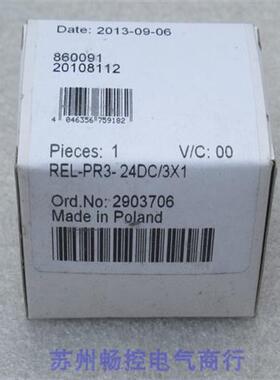 Date: 2013-09-06
860091
20108112
4 046356 759182
Pieces: 1 V/C: 00
REL-PR3- 24DC/3X1
Ord.No: 2903706
Made in Poland
苏州畅控电气商行